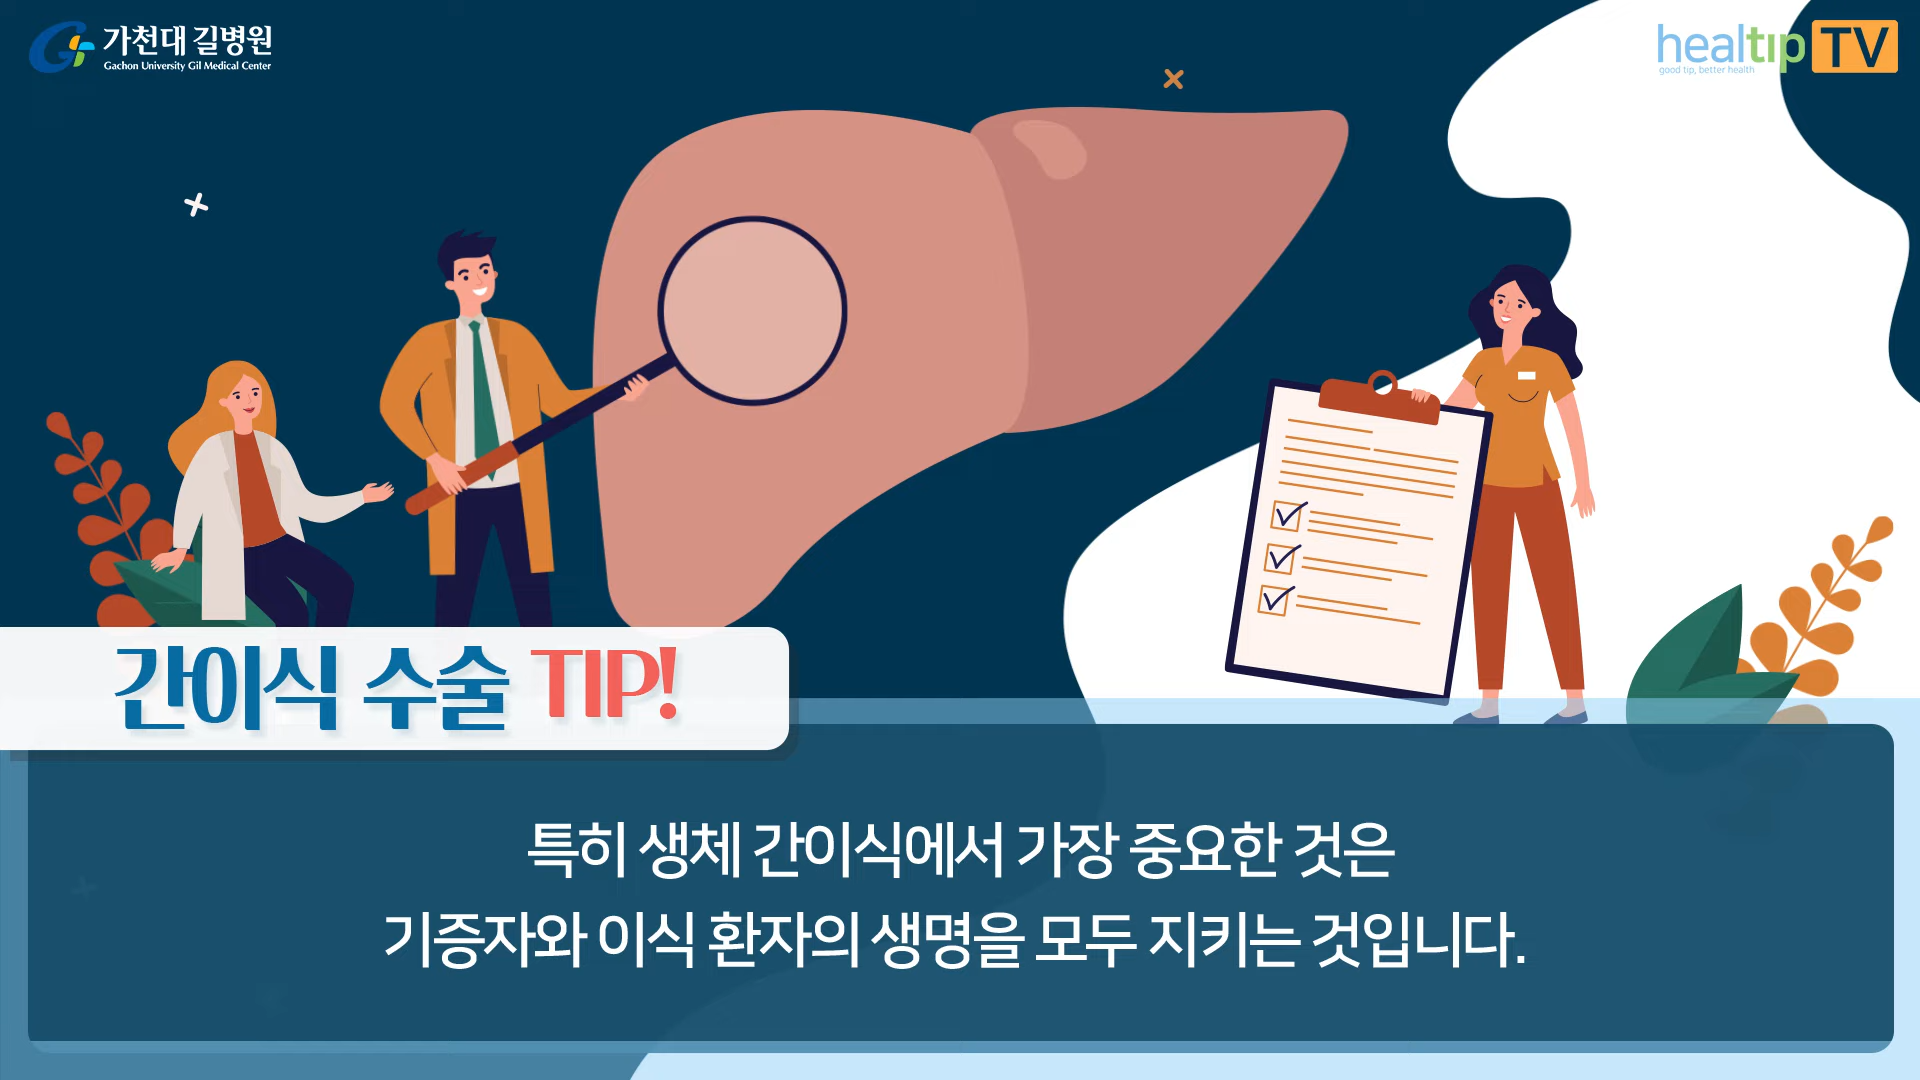 가천대 길병원
Gachon University Gil Medical Center
healtip TV
good tip, better health
간이식 수술 TIP!
특히 생체 간이식에서 가장 중요한 것은
기증자와 이식 환자의 생명을 모두 지키는 것입니다.